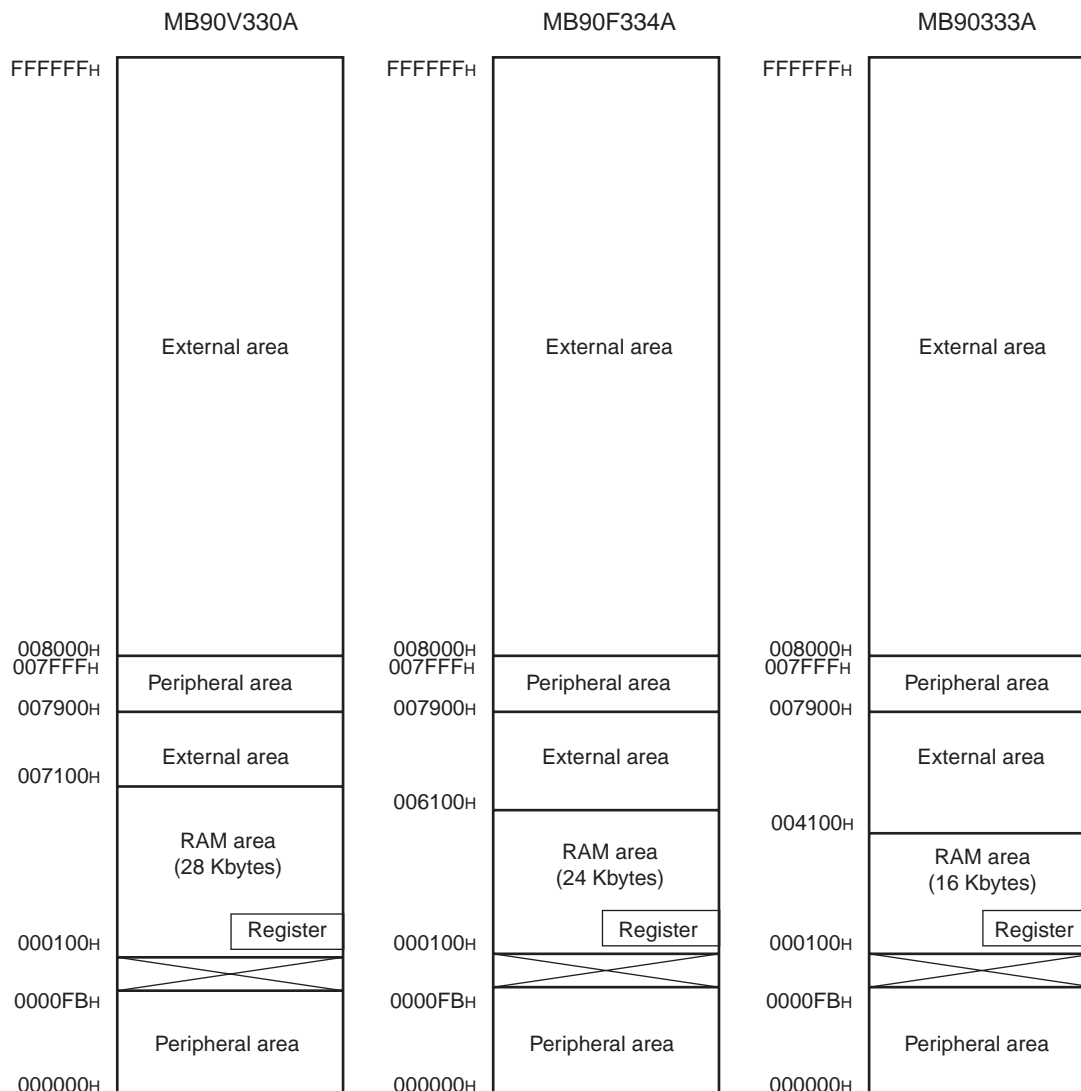 MB90V330A
FFFFFFH
External area
008000H
007FFFH
Peripheral area
007900H
External area
007100H
RAM area
(28 Kbytes)
Register
000100H
0000FBH
Peripheral area
000000H
MB90F334A
FFFFFFH
External area
008000H
007FFFH
Peripheral area
007900H
External area
006100H
RAM area
(24 Kbytes)
Register
000100H
0000FBH
Peripheral area
000000H
MB90333A
FFFFFFH
External area
008000H
007FFFH
Peripheral area
007900H
External area
004100H
RAM area
(16 Kbytes)
Register
000100H
0000FBH
Peripheral area
000000H